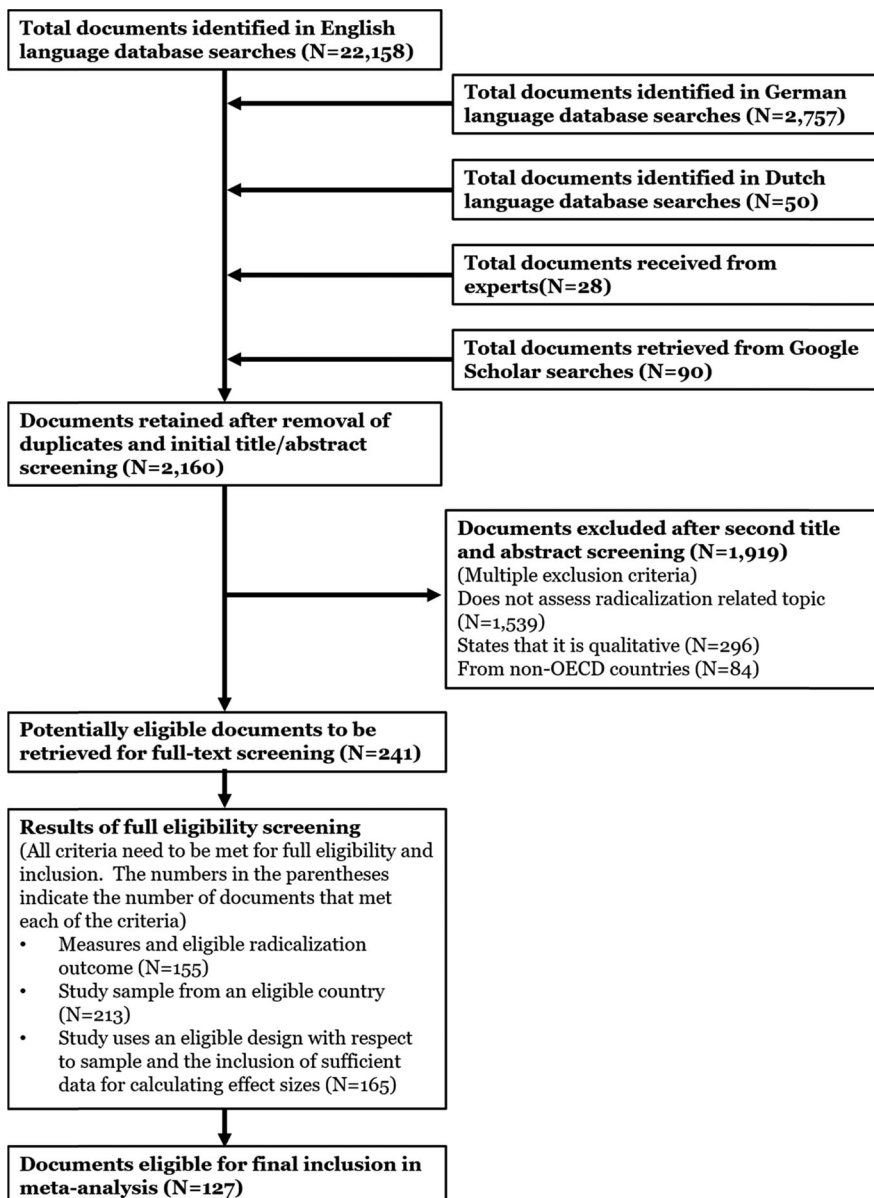 Total documents identified in English
language database searches (N=22,158)
Total documents identified in German
language database searches (N=2,757)
Total documents identified in Dutch
language database searches (N=50)
Total documents received from
experts(N=28)
Total documents retrieved from Google
Scholar searches (N=90)
Documents retained after removal of
duplicates and initial title/abstract
screening (N=2,160)
Documents excluded after second title
and abstract screening (N=1,919)
(Multiple exclusion criteria)
Does not assess radicalization related topic
(N=1,539)
States that it is qualitative (N=296)
From non-OECD countries (N=84)
Potentially eligible documents to be
retrieved for full-text screening (N=241)
Results of full eligibility screening
(All criteria need to be met for full eligibility and
inclusion. The numbers in the parentheses
indicate the number of documents that met
each of the criteria)
• Measures and eligible radicalization
outcome (N=155)
• Study sample from an eligible country
(N=213)
• Study uses an eligible design with respect
to sample and the inclusion of sufficient
data for calculating effect sizes (N=165)
Documents eligible for final inclusion in
meta-analysis (N=127)